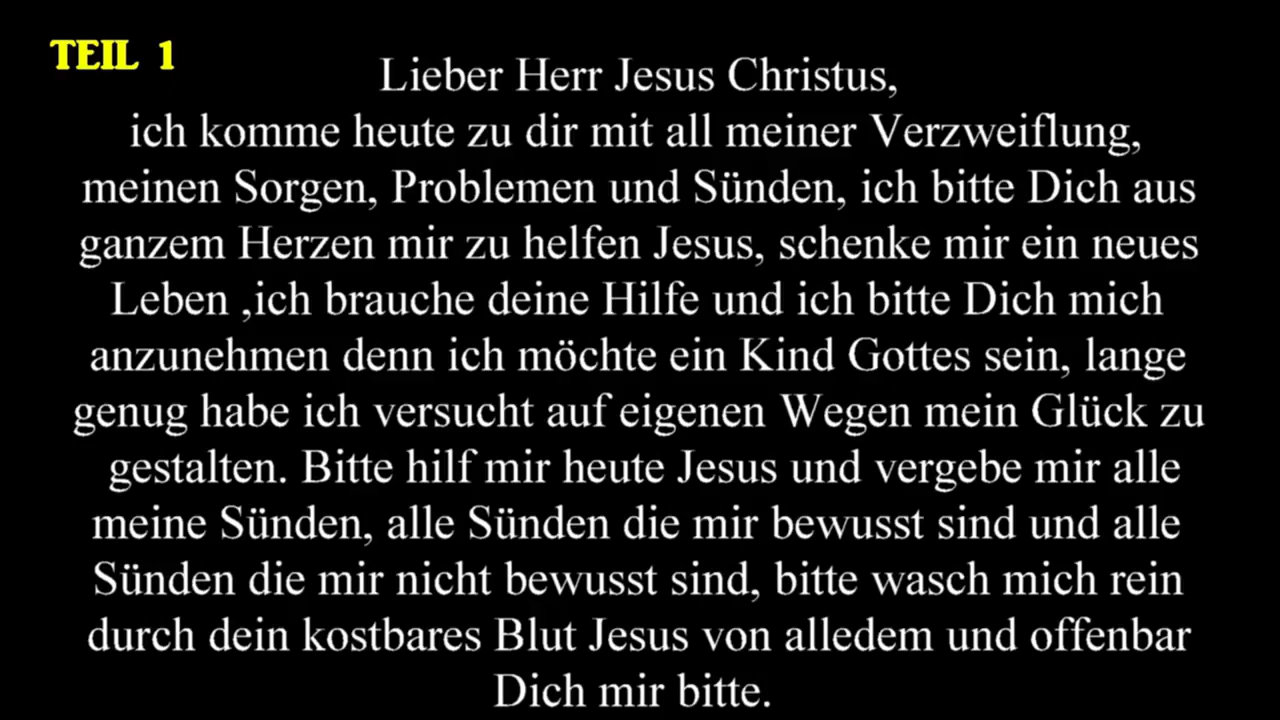 TEIL 1
Lieber Herr Jesus Christus,
ich komme heute zu dir mit all meiner Verzweiflung,
meinen Sorgen, Problemen und Sünden, ich bitte Dich aus
ganzem Herzen mir zu helfen Jesus, schenke mir ein neues
Leben ,ich brauche deine Hilfe und ich bitte Dich mich
anzunehmen denn ich möchte ein Kind Gottes sein, lange
genug habe ich versucht auf eigenen Wegen mein Glück zu
gestalten. Bitte hilf mir heute Jesus und vergebe mir alle
meine Sünden, alle Sünden die mir bewusst sind und alle
Sünden die mir nicht bewusst sind, bitte wasch mich rein
durch dein kostbares Blut Jesus von alledem und offenbar
Dich mir bitte.